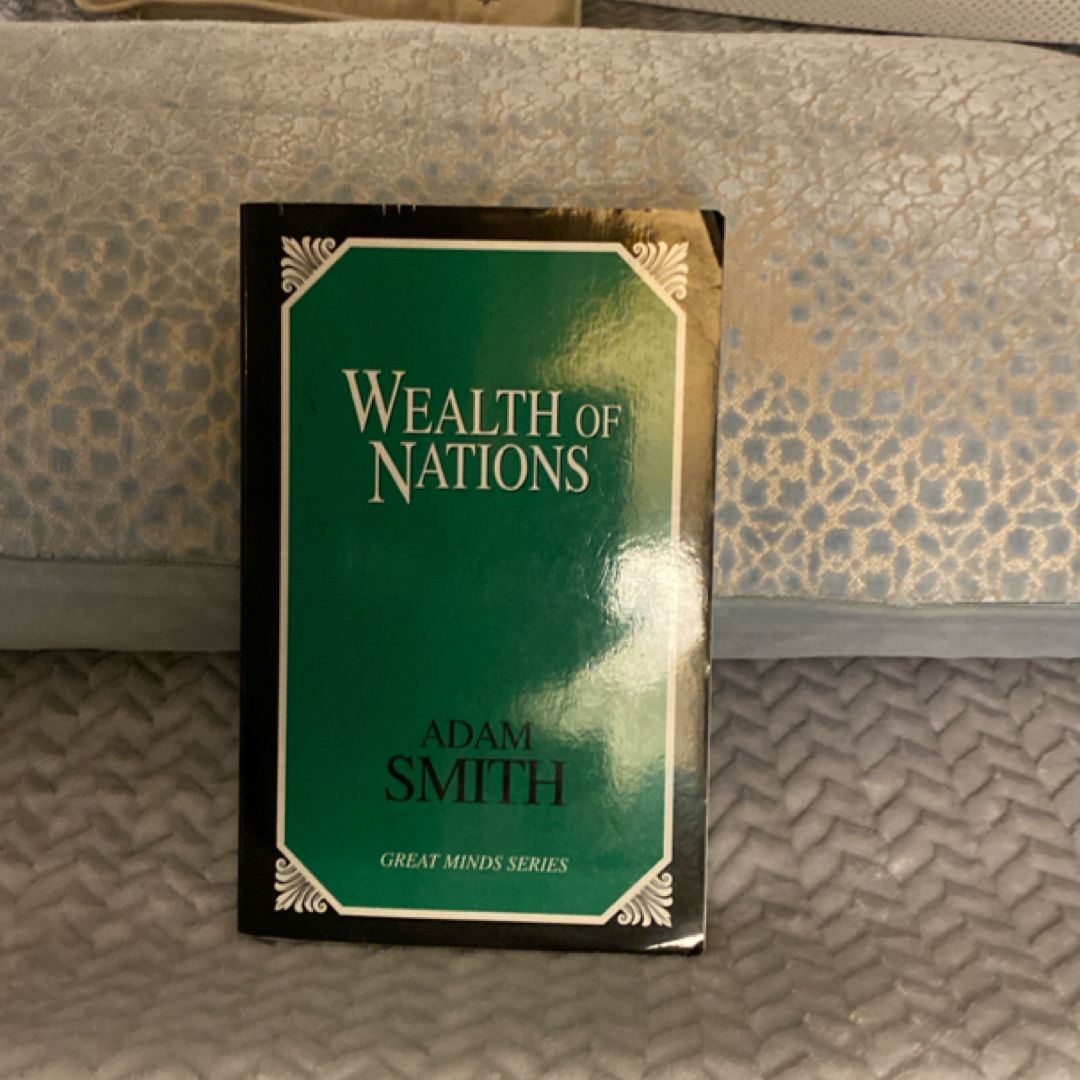 WEALTH OF
NATIONS
ADAM
SMITH
GREAT MINDS SERIES